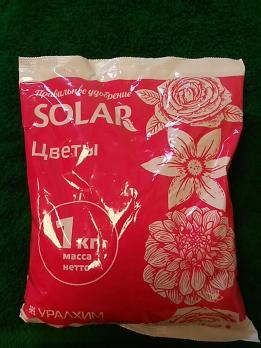 Правильное удобрение
SOLAR
Цветы
1 кг
масса
нетто
УРАЛХИМ